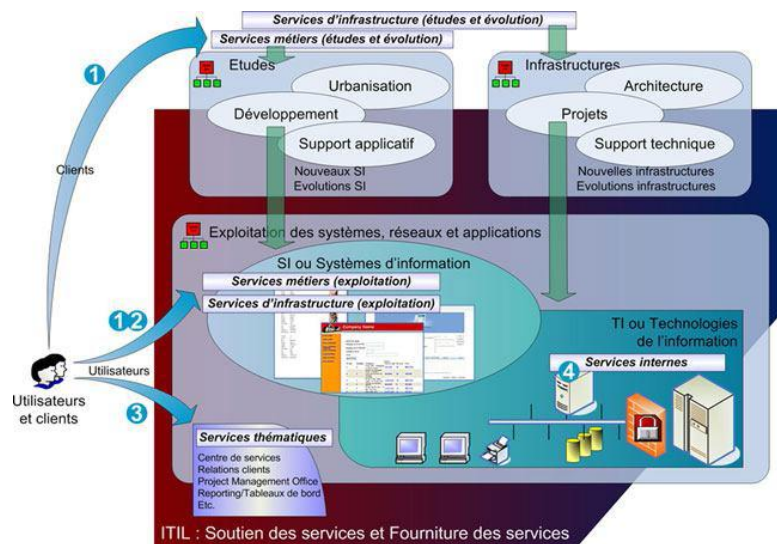 Services d'infrastructure (études et évolution)
Services métiers (études et évolution)
Etudes
Urbanisation
Développement
Support applicatif
Nouveaux SI
Evolutions SI
Infrastructures
Architecture
Projets
Support technique
Nouvelles infrastructures
Evolutions infrastructures
1
Clients
Exploitation des systèmes, réseaux et applications
SI ou Systèmes d'information
Services métiers (exploitation)
Services d'infrastructure (exploitation)
Company Name
TI ou Technologies
de l'information
4
Services internes
1 2
Utilisateurs
Utilisateurs
et clients
3
Services thématiques
Centre de services
Relations clients
Project Management Office
Reporting/Tableaux de bord
Etc.
ITIL : Soutien des services et Fourniture des services